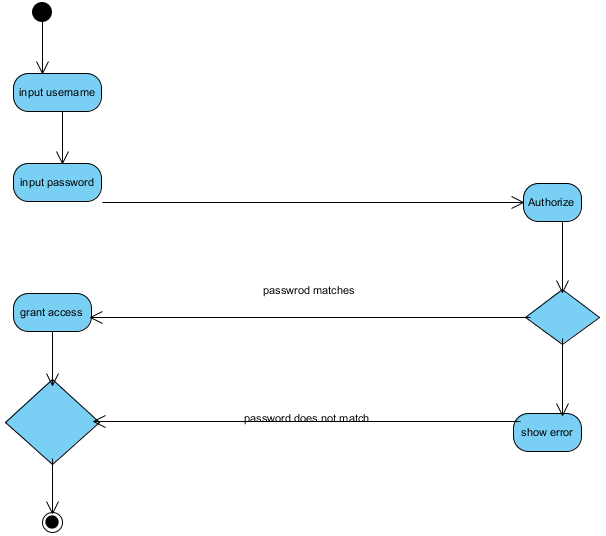 input username
input password
Authorize
passwrod matches
grant access
password does not match
show error